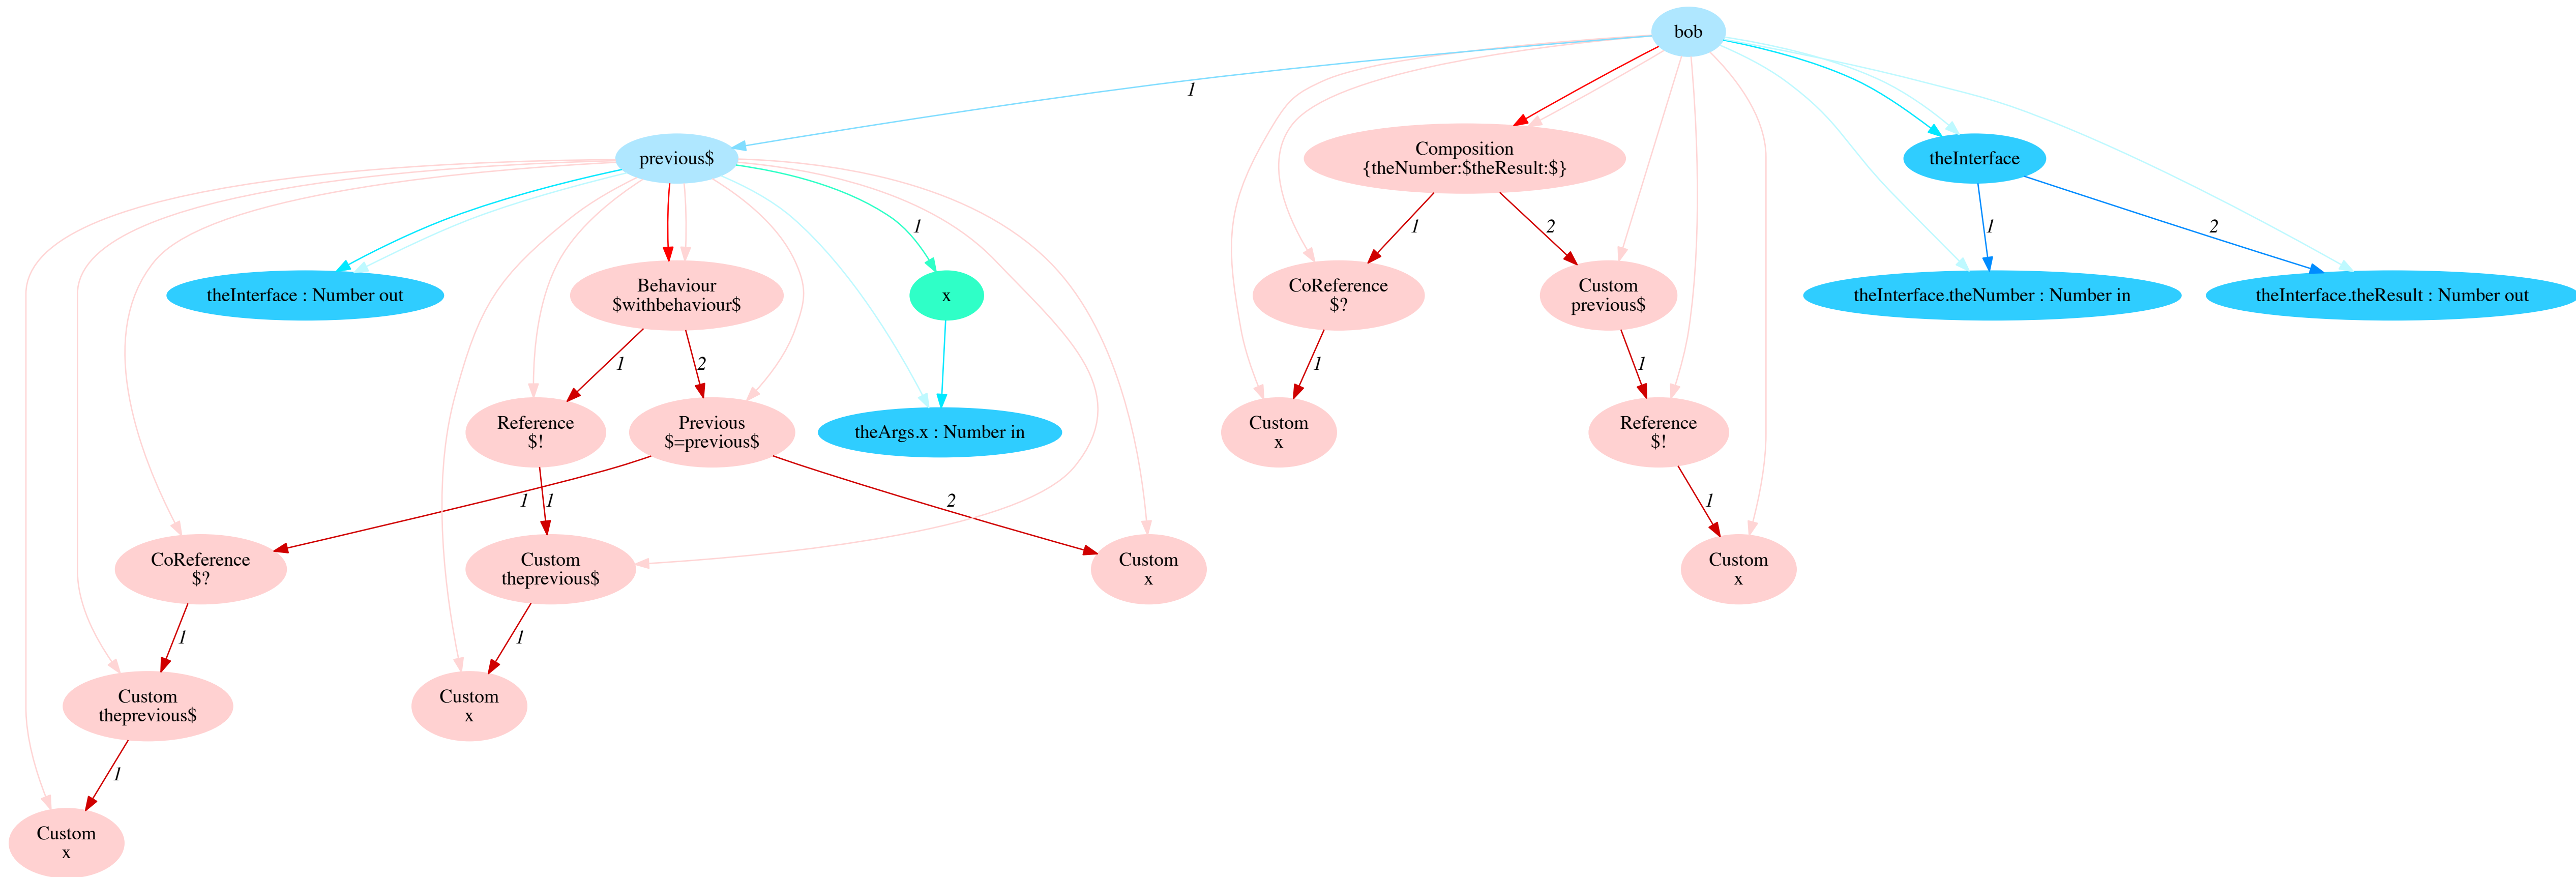 bob
1
previous$
Composition
{theNumber:$theResult:$}
theInterface
1
1
2
1
2
theInterface : Number out
Behaviour
$withbehaviour$
x
CoReference
$?
Custom
previous$
theInterface.theNumber : Number in
theInterface.theResult : Number out
1
2
1
1
Reference
$!
Previous
$=previous$
theArgs.x : Number in
Custom
x
Reference
$!
1
1
2
1
CoReference
$?
Custom
theprevious$
Custom
x
Custom
x
1
1
Custom
theprevious$
Custom
x
1
Custom
x